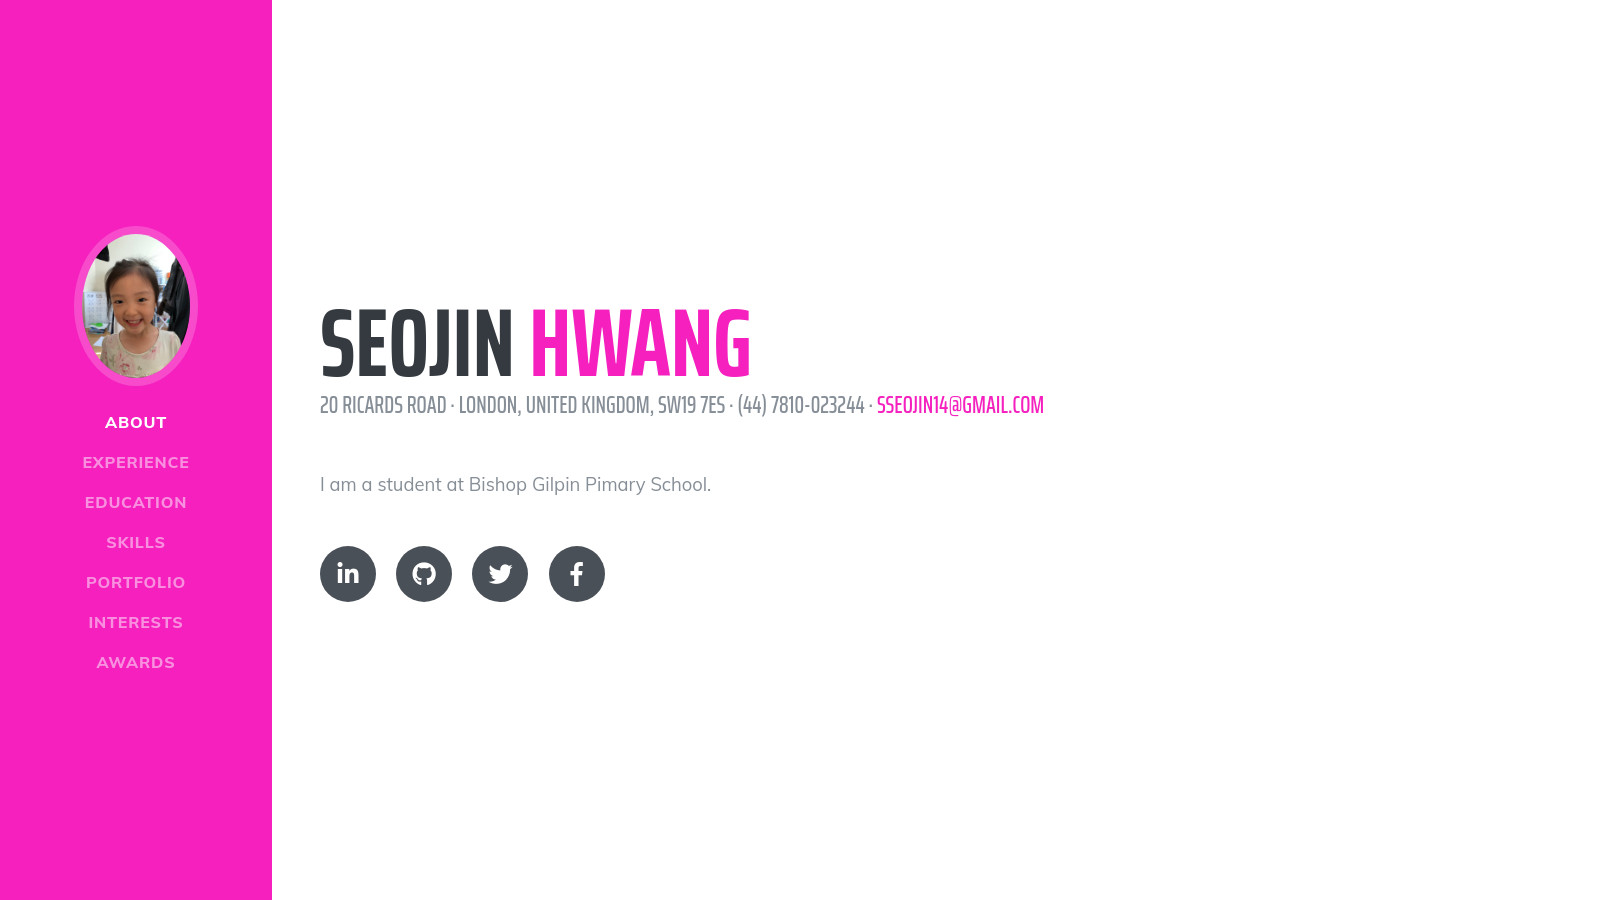 ABOUT
EXPERIENCE
EDUCATION
SKILLS
PORTFOLIO
INTERESTS
AWARDS
SEOJIN HWANG
20 RICARDS ROAD · LONDON, UNITED KINGDOM, SW19 7ES · (44) 7810-023244 · SSEOJIN14@GMAIL.COM
I am a student at Bishop Gilpin Pimary School.
in